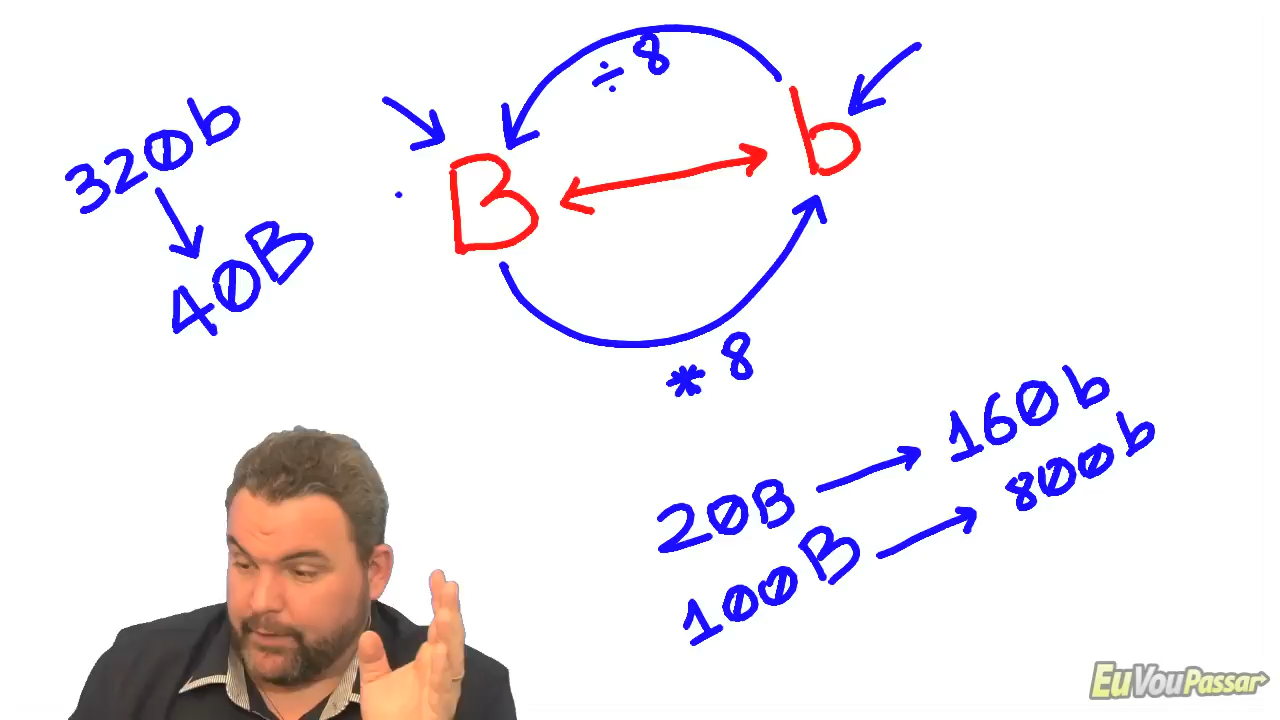 ÷8
b
320b
B
40B
*8
20B → 160b
100B → 800b
EuVouPassar